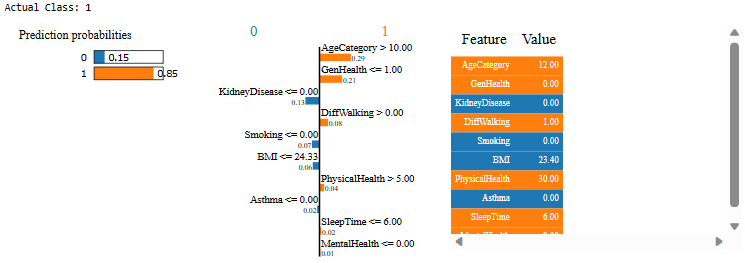 Actual Class: 1
Prediction probabilities
0 0.15
1 0.85
0 1
AgeCategory > 10.00
0.29
GenHealth <= 1.00
0.21
KidneyDisease <= 0.00
0.13
DiffWalking > 0.00
0.08
Smoking <= 0.00
0.07
BMI <= 24.33
0.06
PhysicalHealth > 5.00
0.04
Asthma <= 0.00
0.02
SleepTime <= 6.00
0.02
MentalHealth <= 0.00
0.01
Feature Value
AgeCategory 12.00
GenHealth 0.00
KidneyDisease 0.00
DiffWalking 1.00
Smoking 0.00
BMI 23.40
PhysicalHealth 30.00
Asthma 0.00
SleepTime 6.00